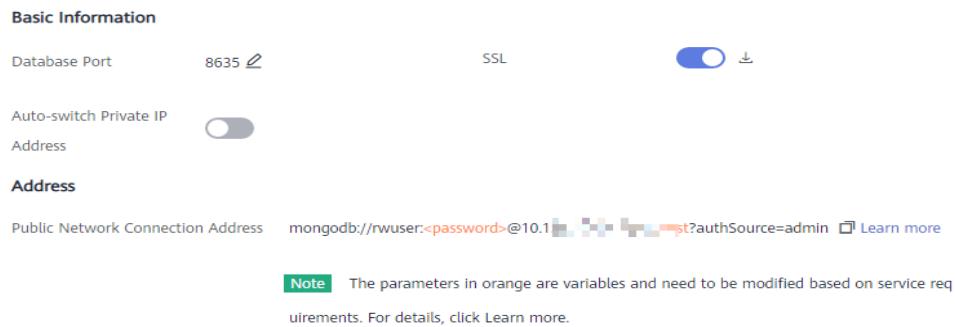 Basic Information
Database Port 8635 SSL
Auto-switch Private IP
Address
Address
Public Network Connection Address mongodb://rwuser:<password>@10.1 st?authSource=admin Learn more
Note The parameters in orange are variables and need to be modified based on service req
uirements. For details, click Learn more.